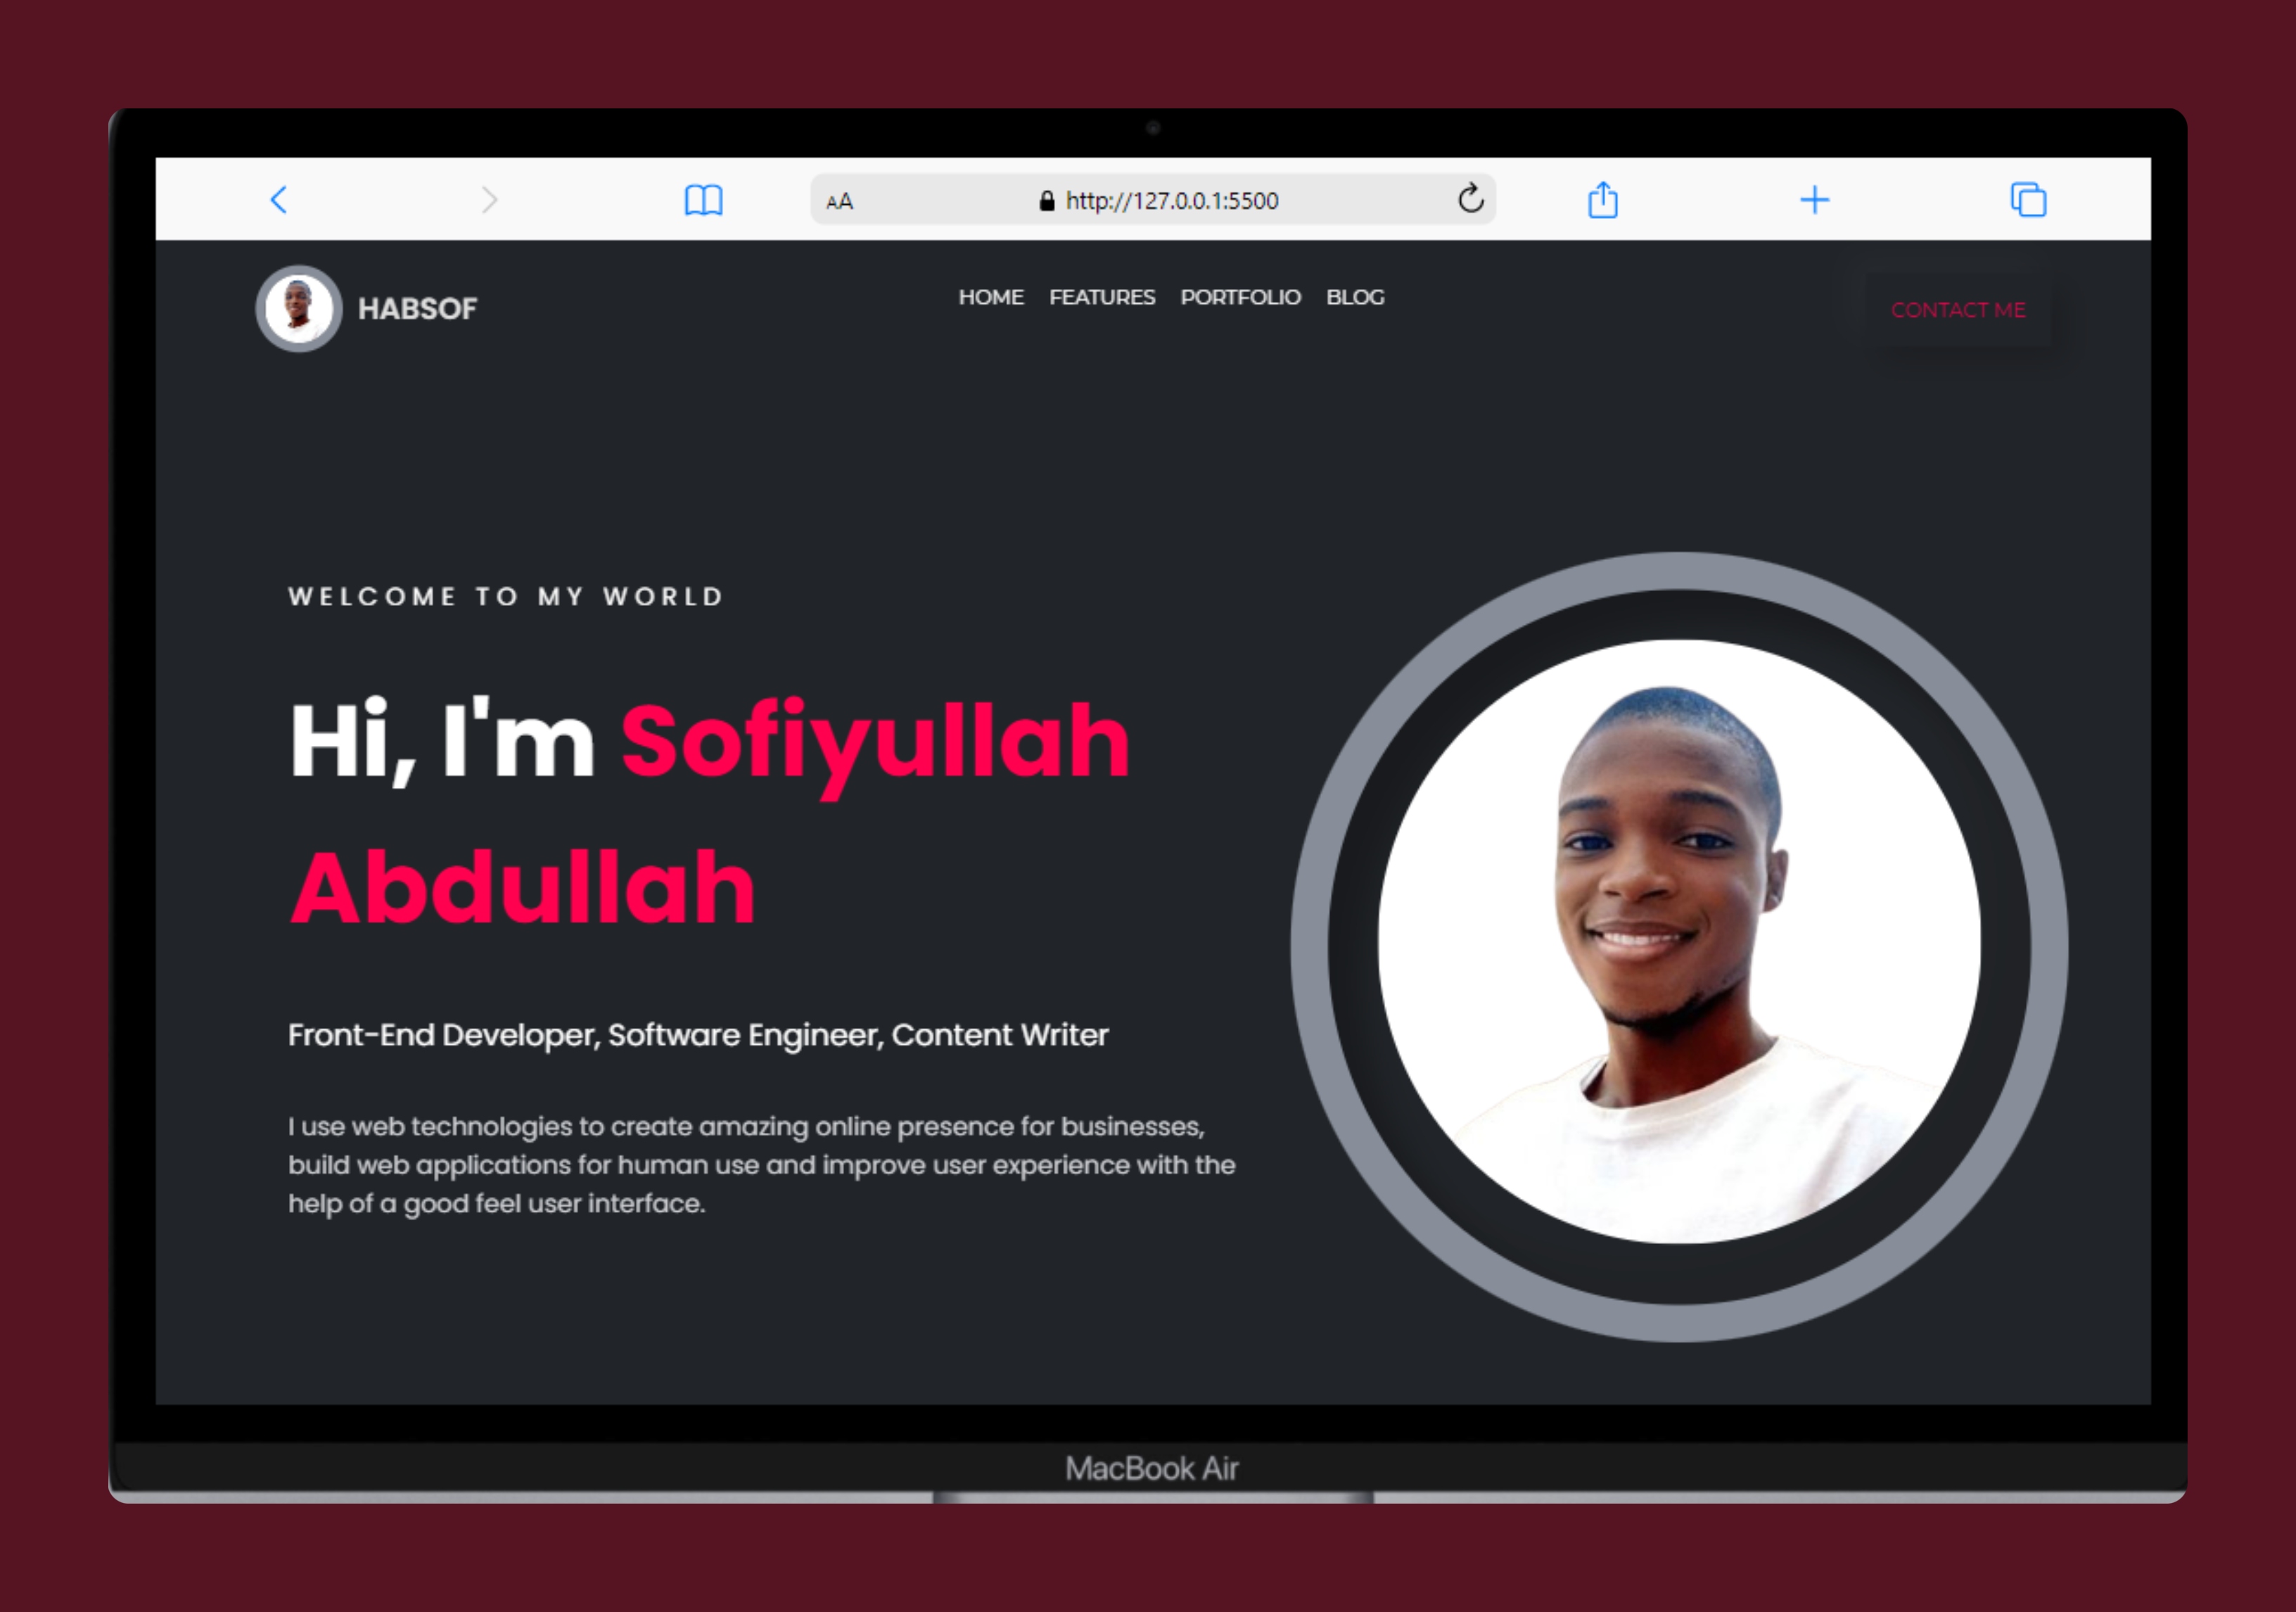 AA http://127.0.0.1:5500
HABSOF
HOME FEATURES PORTFOLIO BLOG
CONTACT ME
WELCOME TO MY WORLD
Hi, I'm Sofiyullah
Abdullah
Front-End Developer, Software Engineer, Content Writer
I use web technologies to create amazing online presence for businesses,
build web applications for human use and improve user experience with the
help of a good feel user interface.
MacBook Air